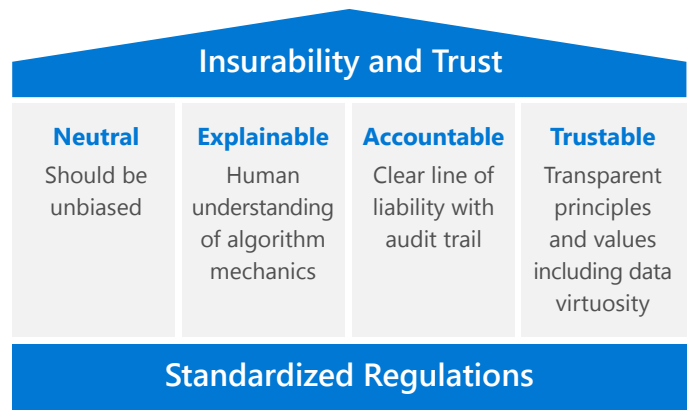 Insurability and Trust
Neutral
Should be
unbiased
Explainable
Human
understanding
of algorithm
mechanics
Accountable
Clear line of
liability with
audit trail
Trustable
Transparent
principles
and values
including data
virtuosity
Standardized Regulations